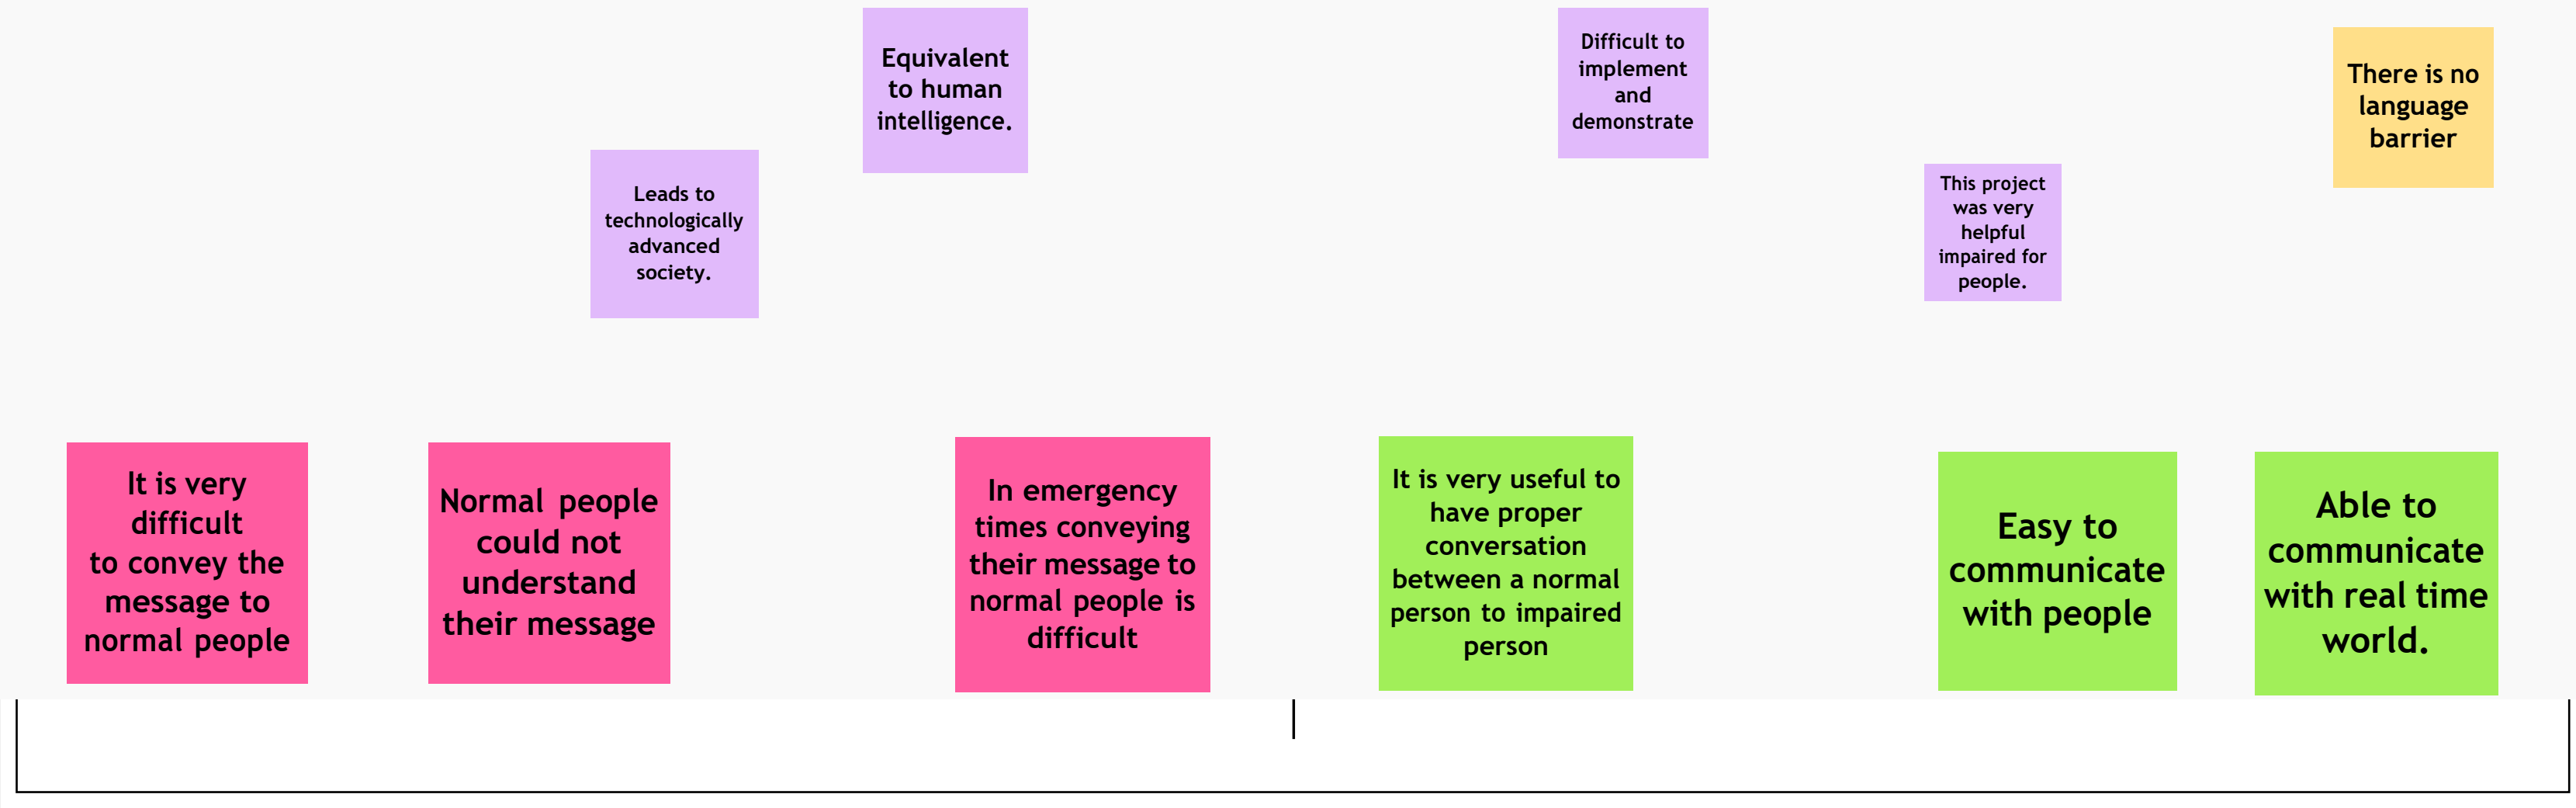 Equivalent
to human
intelligence.
Difficult to
implement
and
demonstrate
There is no
language
barrier
Leads to
technologically
advanced
society.
This project
was very
helpful
impaired for
people.
It is very
difficult
to convey the
message to
normal people
Normal people
could not
understand
their message
In emergency
times conveying
their message to
normal people is
difficult
It is very useful to
have proper
conversation
between a normal
person to impaired
person
Easy to
communicate
with people
Able to
communicate
with real time
world.